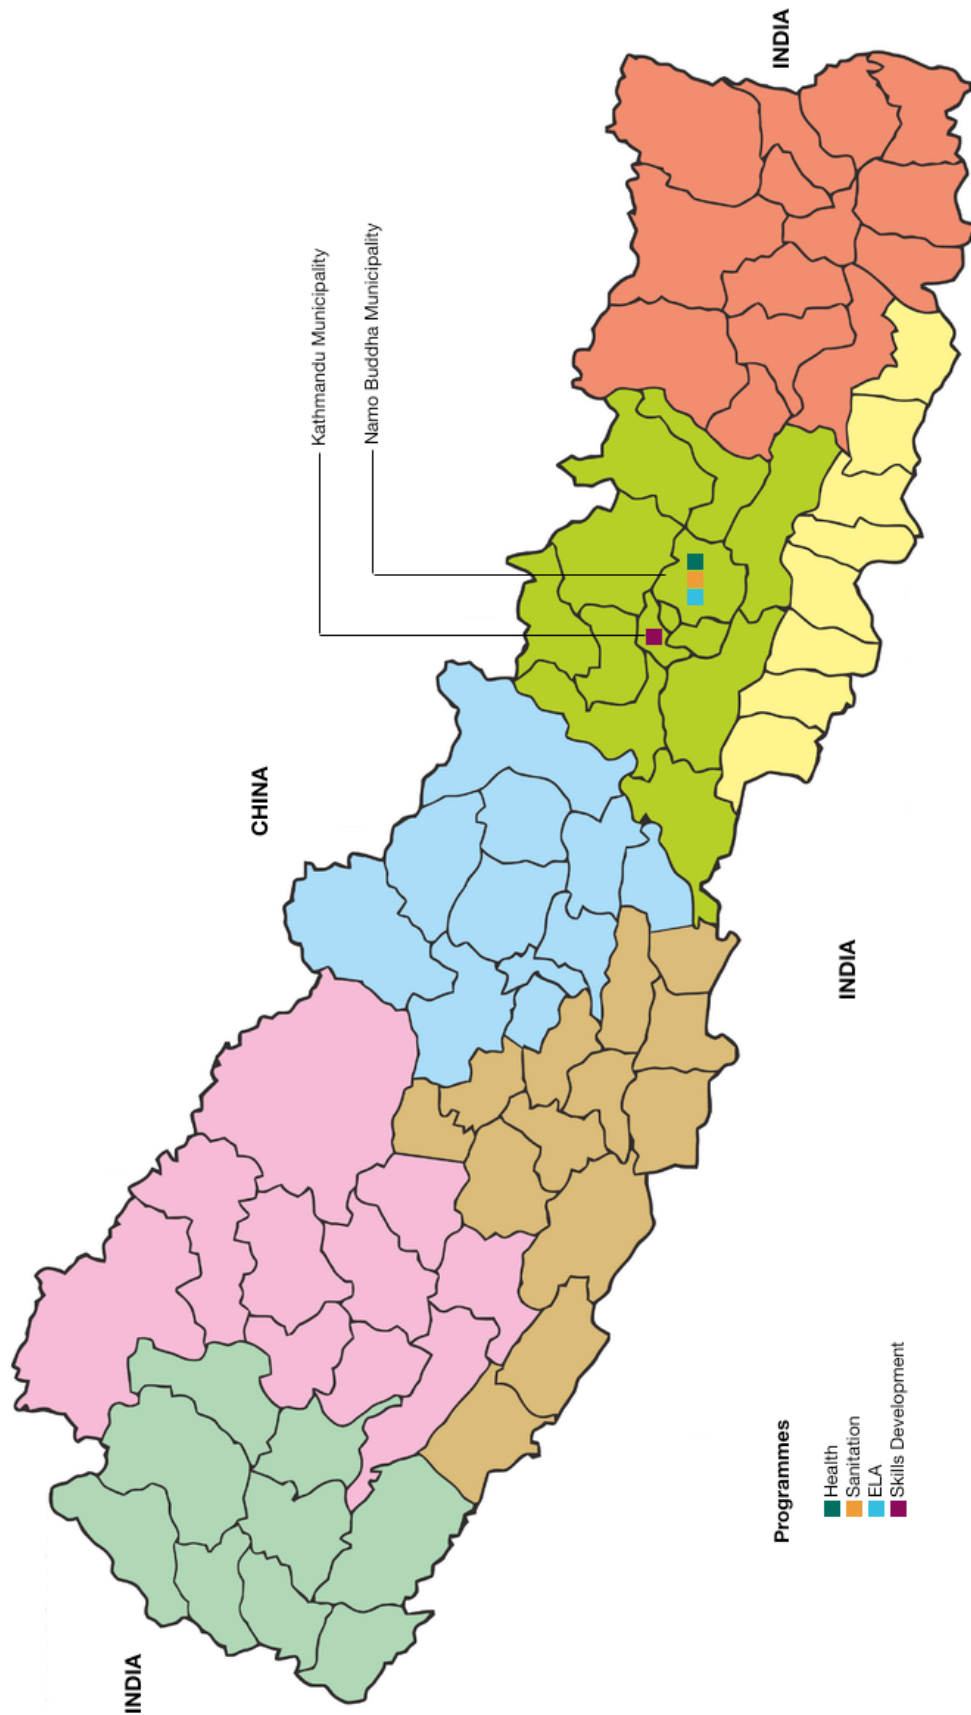 Kathmandu Municipality
Namo Buddha Municipality
CHINA
INDIA
INDIA
INDIA
Programmes
Health
Sanitation
ELA
Skills Development